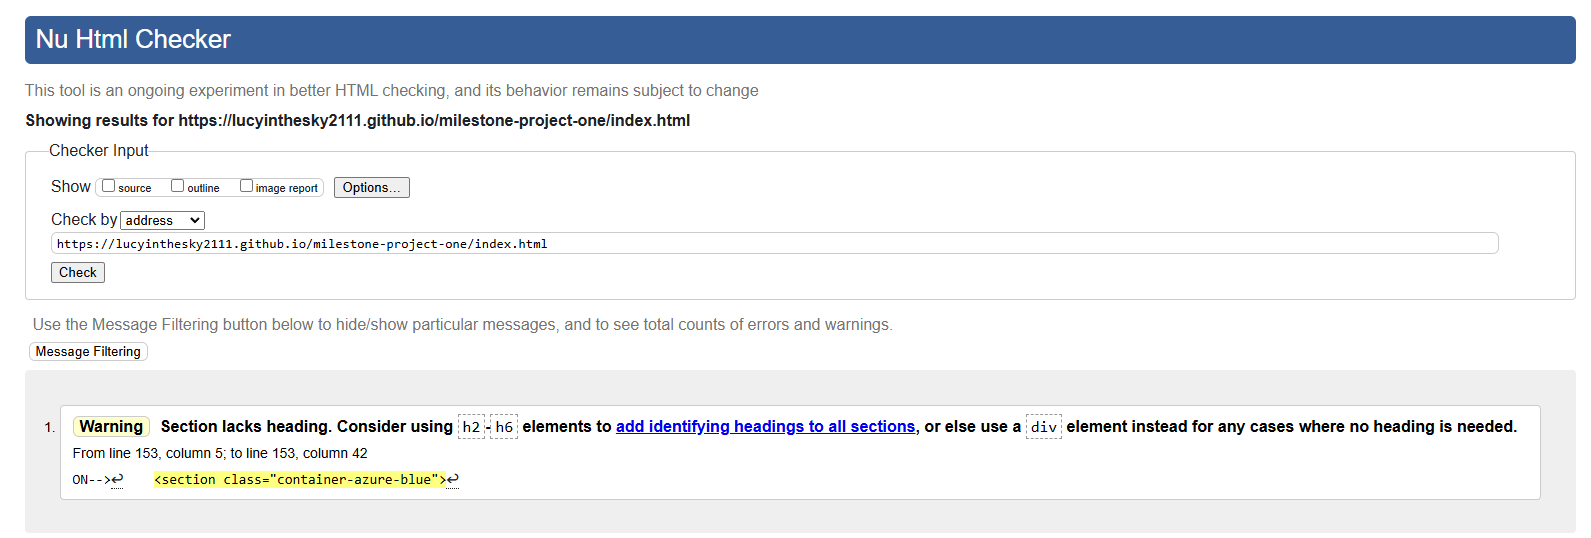 Nu Html Checker
This tool is an ongoing experiment in better HTML checking, and its behavior remains subject to change
Showing results for https://lucyinthesky2111.github.io/milestone-project-one/index.html
Checker Input
Show source outline image report Options...
Check by address
https://lucyinthesky2111.github.io/milestone-project-one/index.html
Check
Use the Message Filtering button below to hide/show particular messages, and to see total counts of errors and warnings.
Message Filtering
1. Warning Section lacks heading. Consider using h2-h6 elements to add identifying headings to all sections, or else use a div element instead for any cases where no heading is needed.
From line 153, column 5; to line 153, column 42
ON-->↩ <section class="container-azure-blue">↩